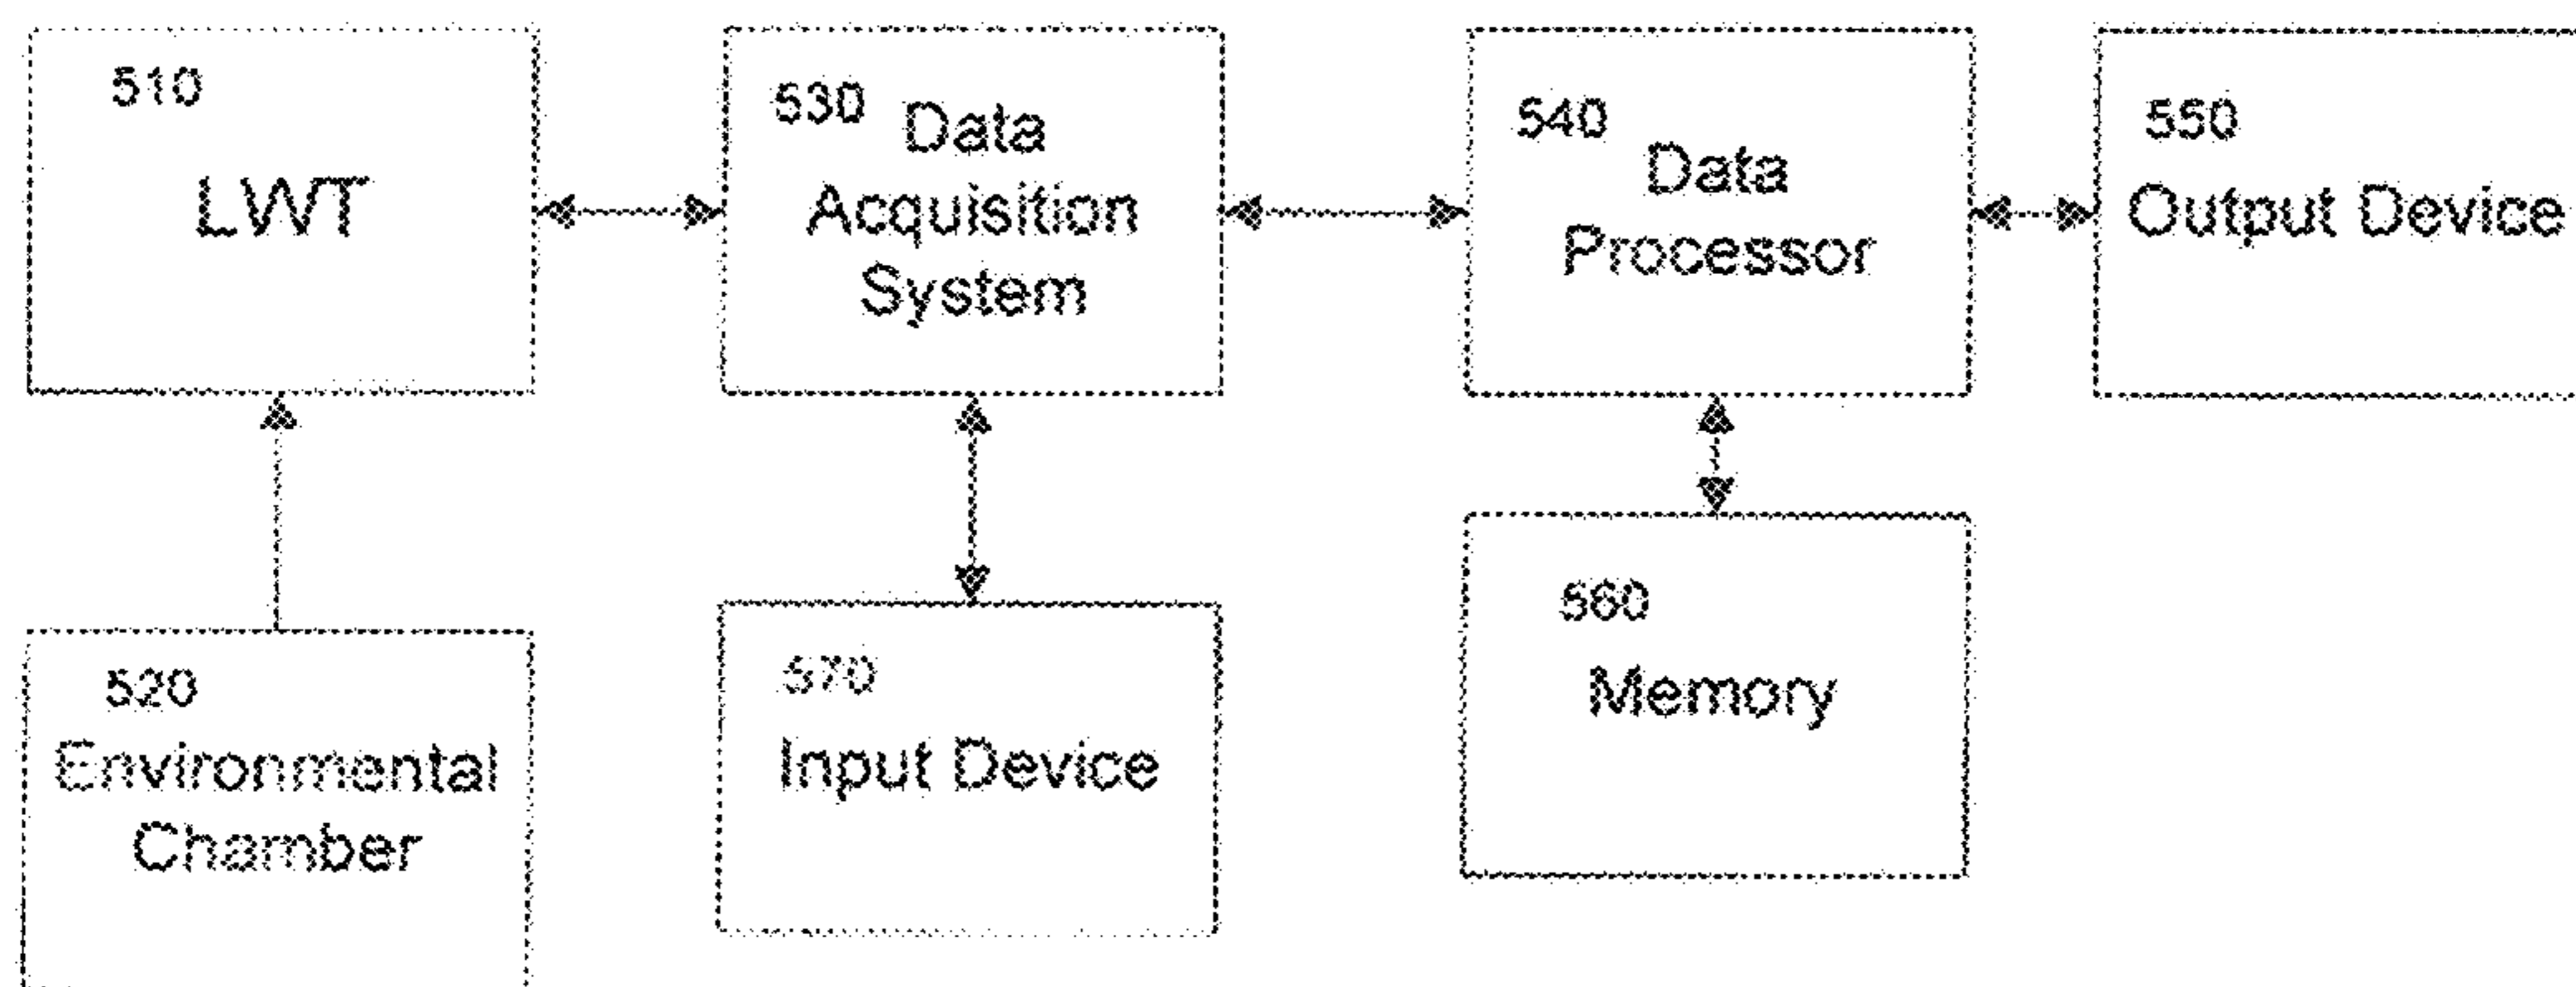 510
LWT
530
Data
Acquisition
System
540
Data
Processor
550
Output Device
520
Environmental
Chamber
570
Input Device
560
Memory